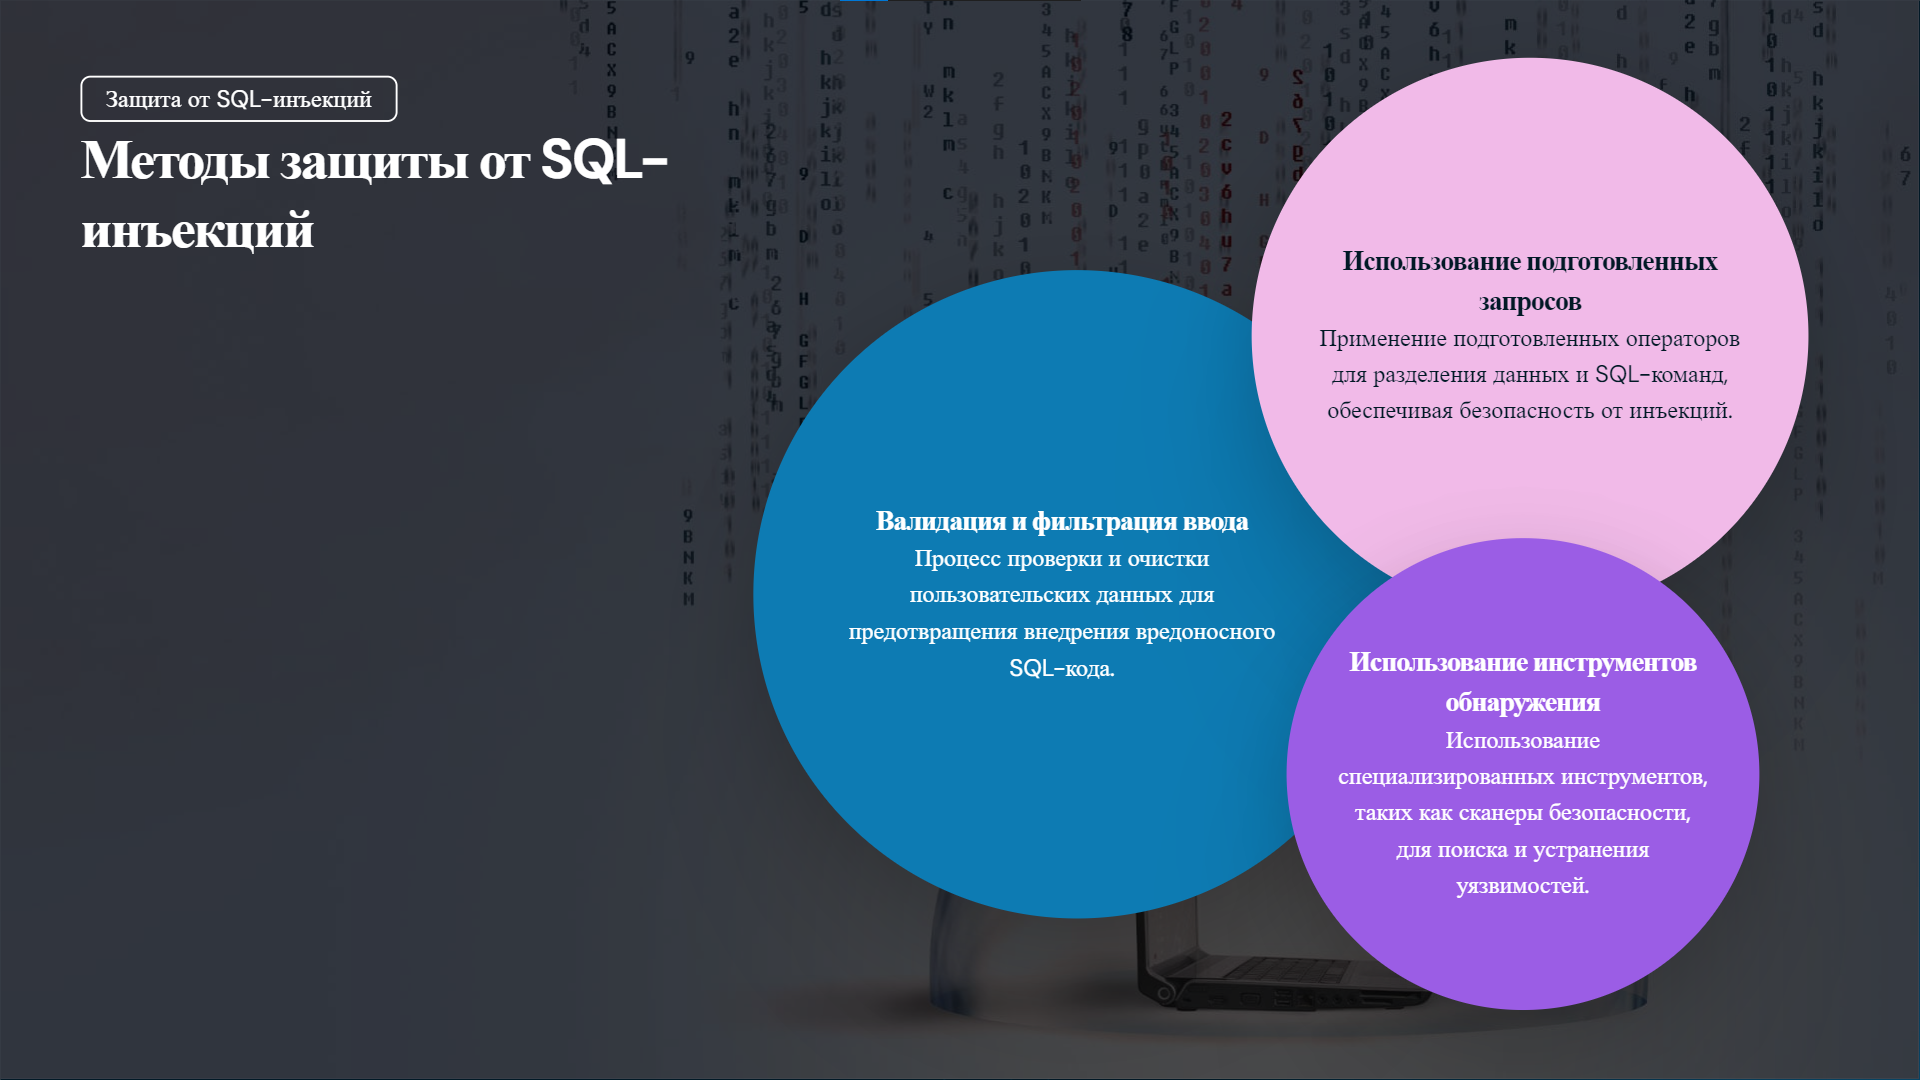 Защита от SQL-инъекций
Методы защиты от SQL-
инъекций
Использование подготовленных
запросов
Применение подготовленных операторов
для разделения данных и SQL-команд,
обеспечивая безопасность от инъекций.
Валидация и фильтрация ввода
Процесс проверки и очистки
пользовательских данных для
предотвращения внедрения вредоносного
SQL-кода.
Использование инструментов
обнаружения
Использование
специализированных инструментов,
таких как сканеры безопасности,
для поиска и устранения
уязвимостей.